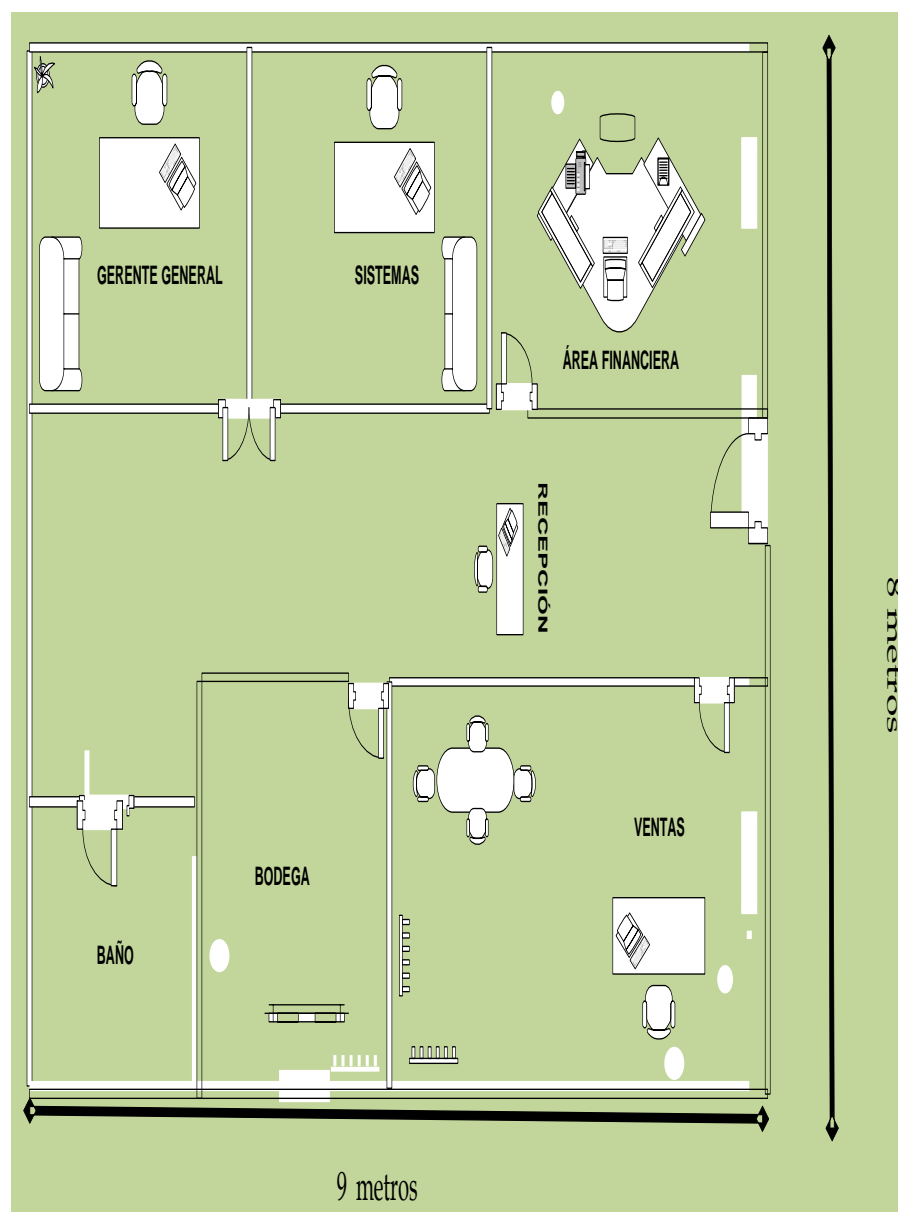 GERENTE GENERAL
SISTEMAS
ÁREA FINANCIERA
RECEPCIÓN
8 metros
VENTAS
BODEGA
BAÑO
9 metros